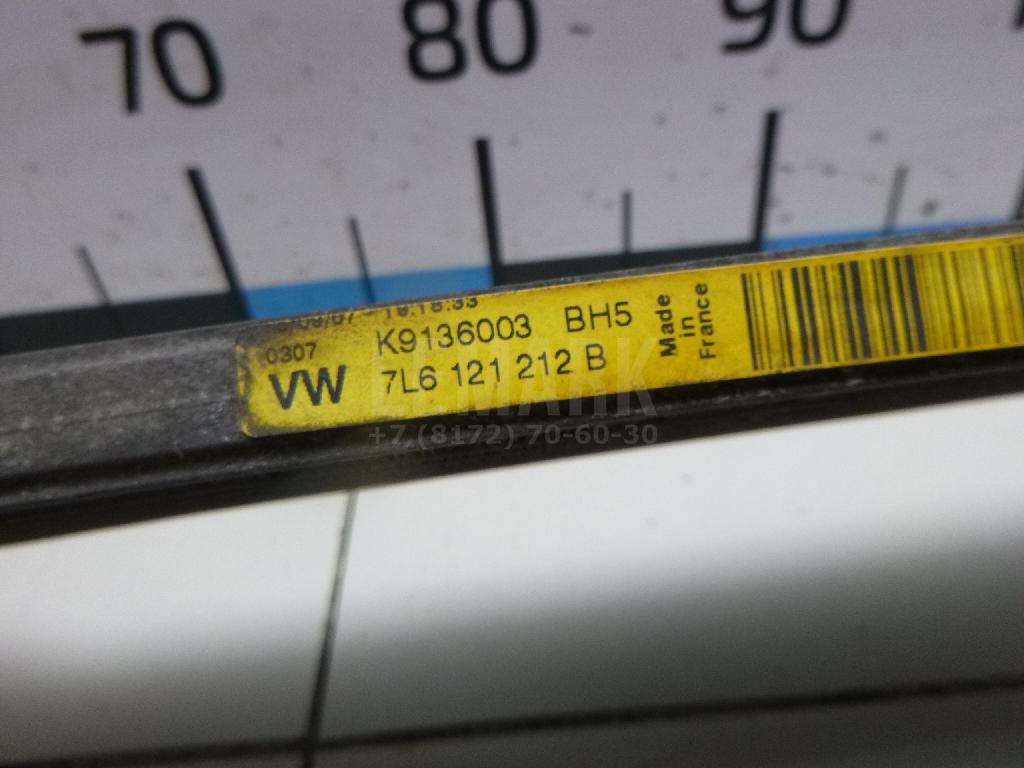 70 80 90
0307 K9136003 BH5
VW 7L6 121 212 B
Made
in
France
+7 (8172) 70-60-30